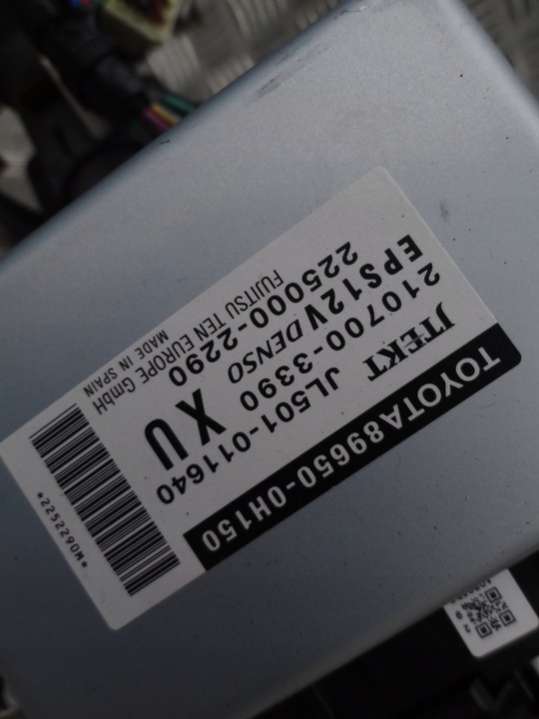 TOYOTA 89650-0H150
JTEKT JL501-011640
210700-3390 XU
EPS12V DENSO
225000-2290
FUJITSU TEN EUROPE GmbH
MADE IN SPAIN
*2252290M*